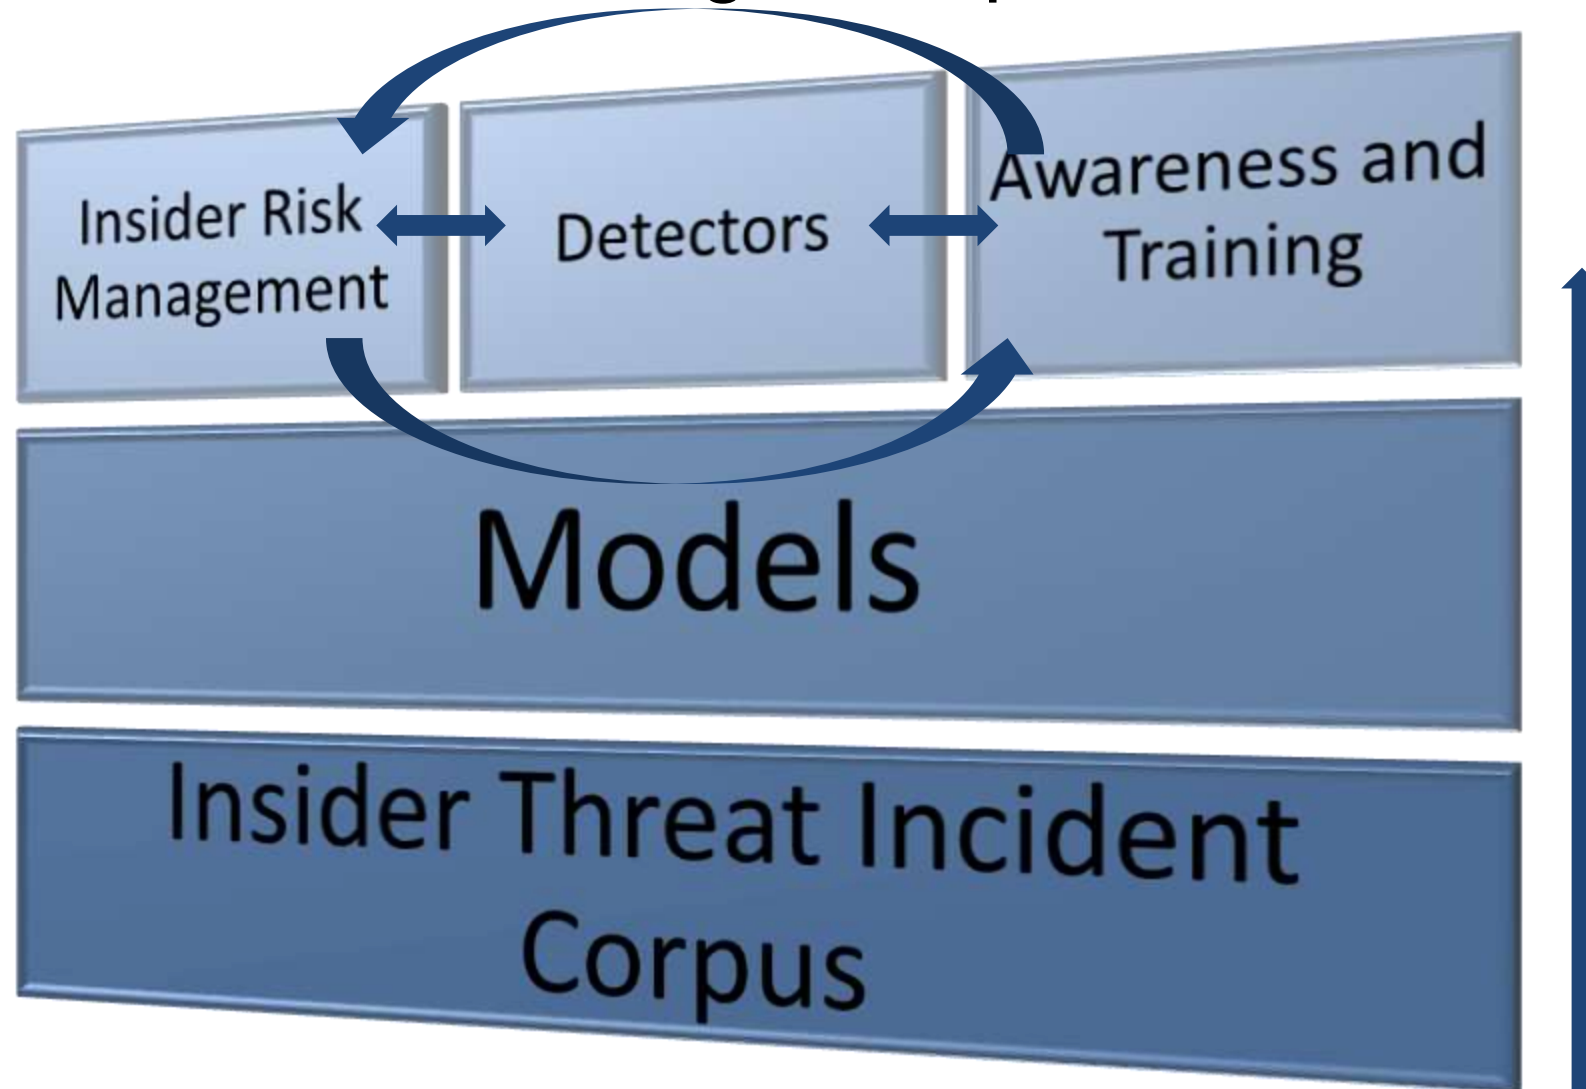 Insider Risk
Management
Detectors
Awareness and
Training
Models
Insider Threat Incident
Corpus